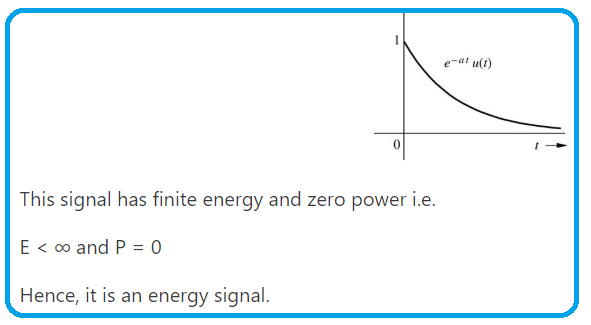 1
e⁻ᵃᵗ u(t)
0
t
This signal has finite energy and zero power i.e.
E < ∞ and P = 0
Hence, it is an energy signal.